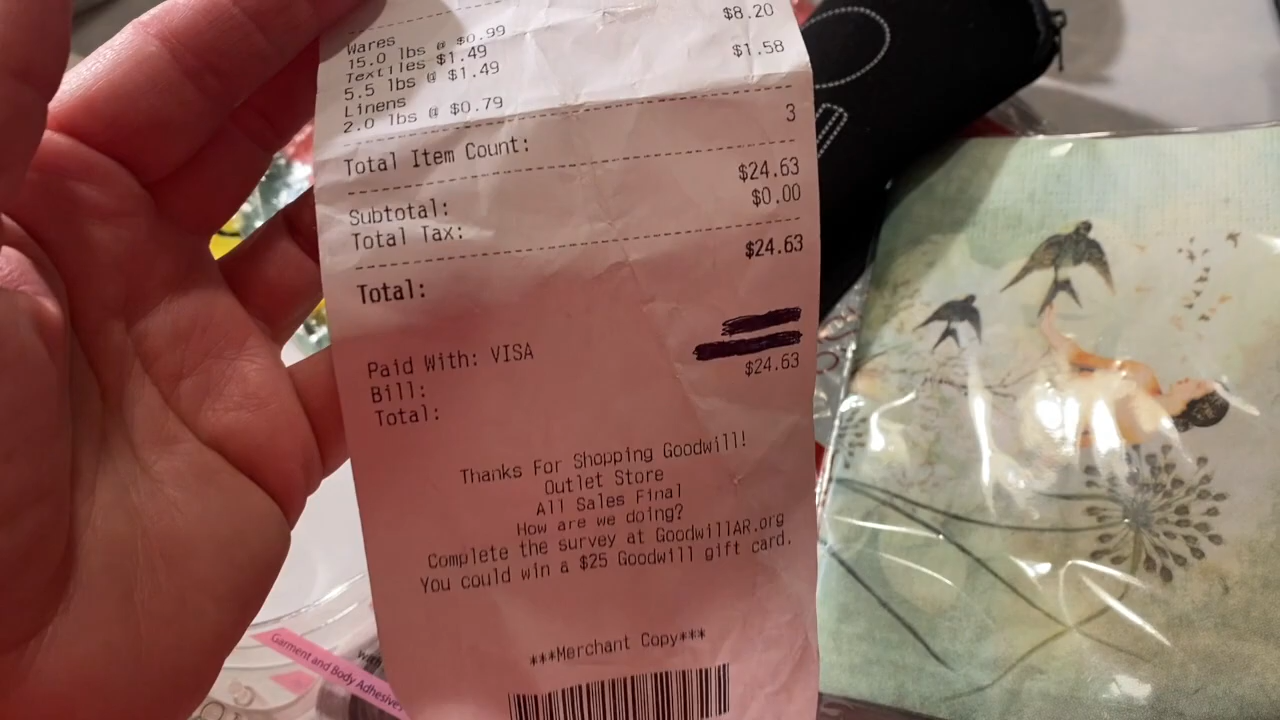 Wares
15.0 lbs @ $0.99
Textiles $1.49 $8.20
5.5 lbs @ $1.49
Linens $1.58
2.0 lbs @ $0.79
Total Item Count: 3
Subtotal: $24.63
Total Tax: $0.00
Total: $24.63
Paid With: VISA
Bill:
Total: $24.63
Thanks For Shopping Goodwill!
Outlet Store
All Sales Final
How are we doing?
Complete the survey at GoodwillAR.org
You could win a $25 Goodwill gift card.
***Merchant Copy***
Garment and Body Adhesive